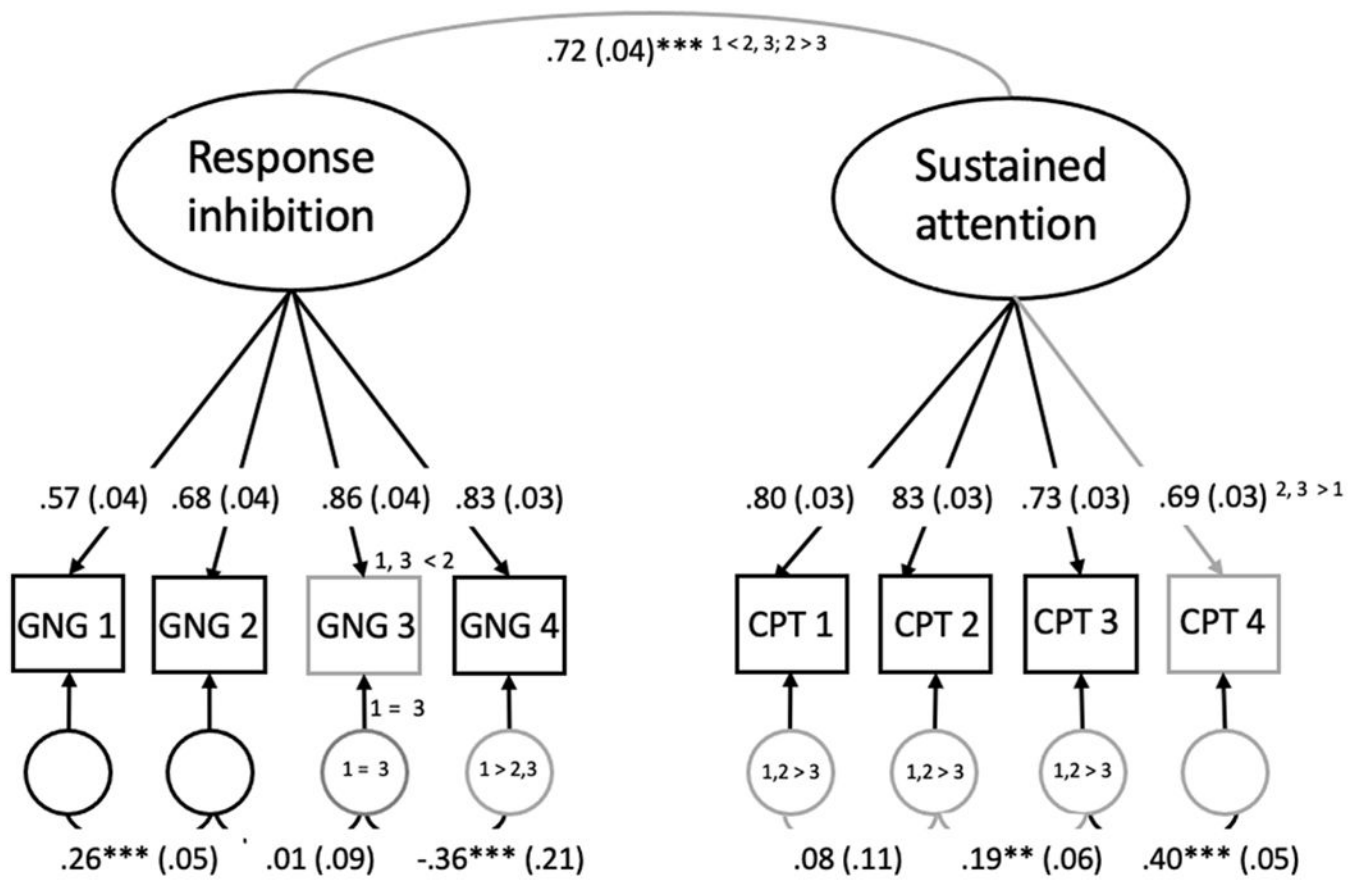 .72 (.04)*** 1 < 2, 3; 2 > 3
Response
inhibition
Sustained
attention
.57 (.04) .68 (.04) .86 (.04) .83 (.03)
.80 (.03) 83 (.03) .73 (.03) .69 (.03) 2, 3 > 1
1, 3 < 2
GNG 1 GNG 2 GNG 3 GNG 4
CPT 1 CPT 2 CPT 3 CPT 4
1 = 3
1 = 3 1 > 2,3
1,2 > 3 1,2 > 3 1,2 > 3
.26*** (.05) .01 (.09) -.36*** (.21)
.08 (.11) .19** (.06) .40*** (.05)